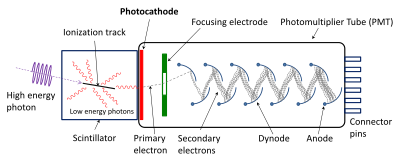 Photocathode
Focusing electrode
Photomultiplier Tube (PMT)
Ionization track
High energy
photon
Low energy photons
Scintillator
Primary
electron
Secondary
electrons
Dynode
Anode
Connector
pins